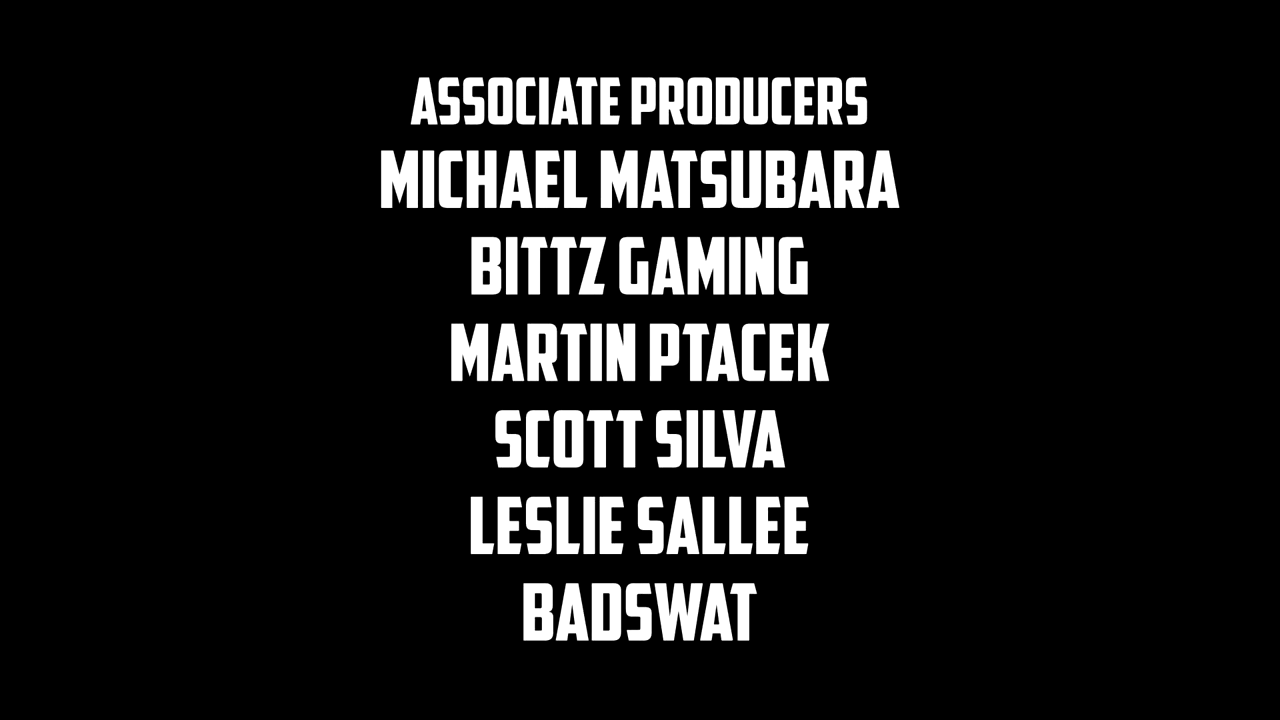 ASSOCIATE PRODUCERS
MICHAEL MATSUBARA
BITTZ GAMING
MARTIN PTACEK
SCOTT SILVA
LESLIE SALLEE
BADSWAT